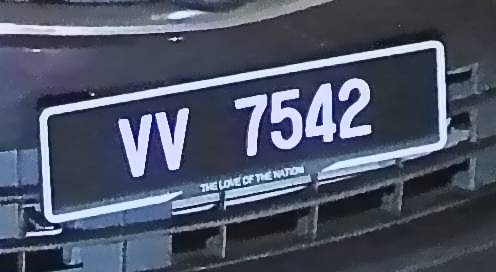 VV 7542
THE LOVE OF THE NATION